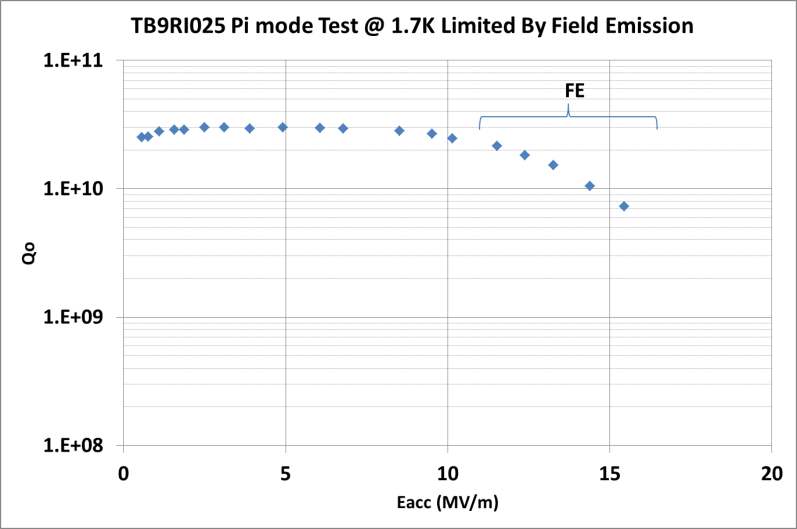 TB9RI025 Pi mode Test @ 1.7K Limited By Field Emission
1.E+11
FE
1.E+10
Qo
1.E+09
1.E+08
0 5 10 15 20
Eacc (MV/m)